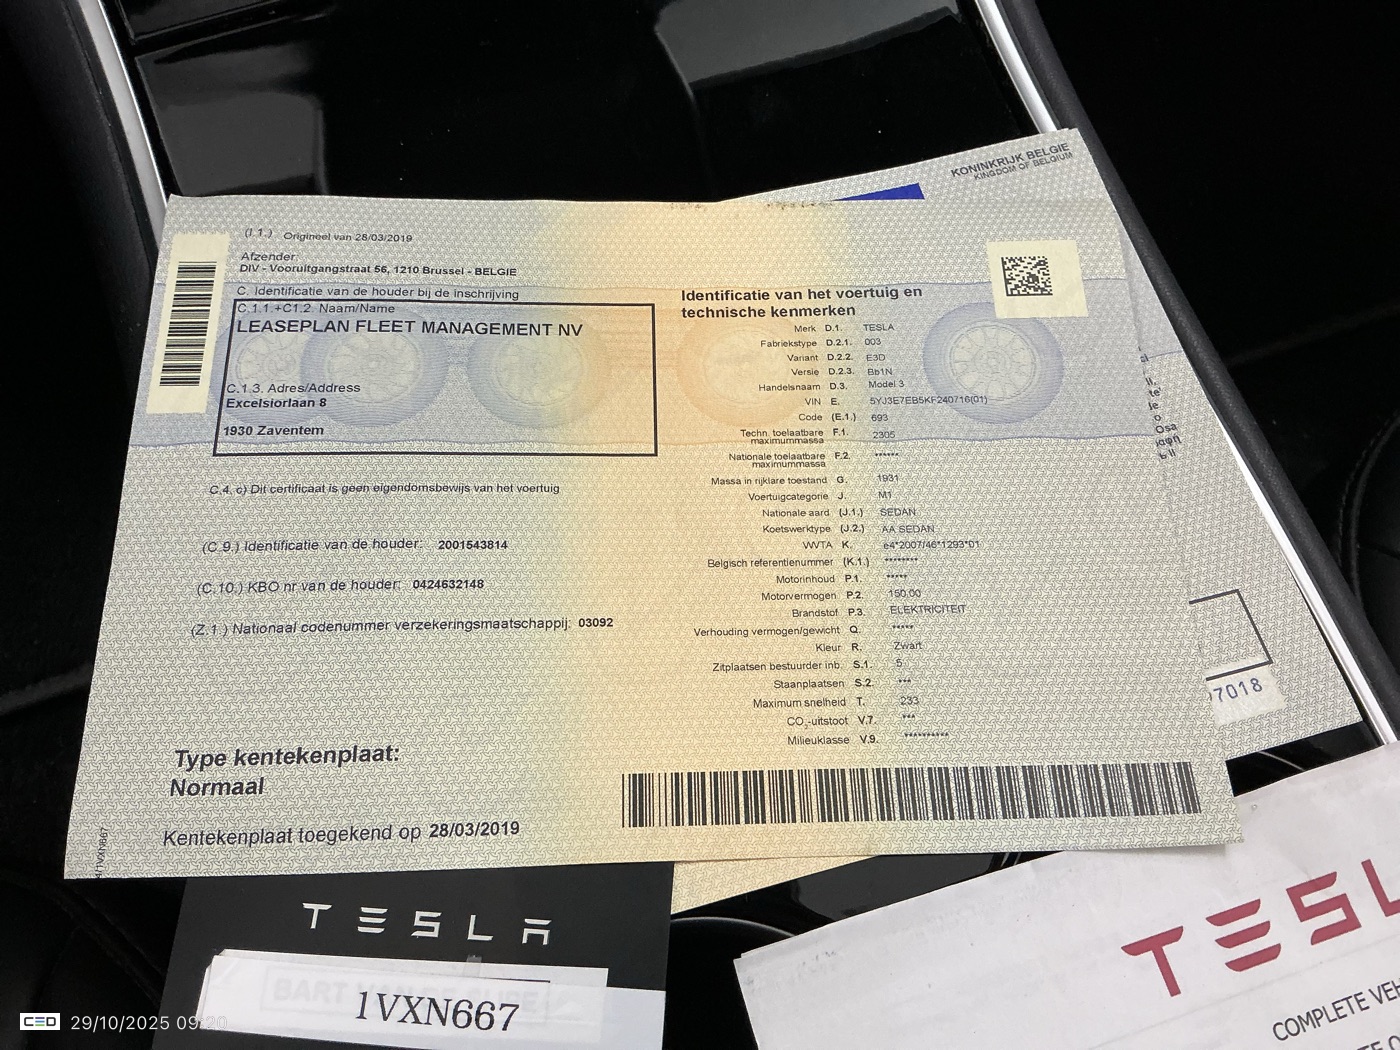 KONINKRIJK BELGIE
KINGDOM OF BELGIUM
(I.1.) Origineel van 28/03/2019
Afzender:
DIV - Vooruitgangstraat 56, 1210 Brussel - BELGIE
C. Identificatie van de houder bij de inschrijving
C.1.1.+C1.2. Naam/Name
LEASEPLAN FLEET MANAGEMENT NV
C.1.3. Adres/Address
Excelsiorlaan 8
1930 Zaventem
C.4. c) Dit certificaat is geen eigendomsbewijs van het voertuig
(C.9.) Identificatie van de houder: 2001543814
(C.10.) KBO nr van de houder: 0424632148
(Z.1.) Nationaal codenummer verzekeringsmaatschappij: 03092
Type kentekenplaat:
Normaal
Kentekenplaat toegekend op 28/03/2019
Identificatie van het voertuig en
technische kenmerken
Merk D.1. TESLA
Fabriekstype D.2.1. 003
Variant D.2.2. E3D
Versie D.2.3. Bb1N
Handelsnaam D.3. Model 3
VIN E. 5YJ3E7EB5KF240716(01)
Code (E.1.) 693
Techn. toelaatbare maximummassa F.1. 2305
Nationale toelaatbare maximummassa F.2. ******
Massa in rijklare toestand G. 1931
Voertuigcategorie J. M1
Nationale aard (J.1.) SEDAN
Koetswerktype (J.2.) AA SEDAN
WVTA K. e4*2007/46*1293*01
Belgisch referentienummer (K.1.) ********
Motorinhoud P.1. *****
Motorvermogen P.2. 150.00
Brandstof P.3. ELEKTRICITEIT
Verhouding vermogen/gewicht Q. *****
Kleur R. Zwart
Zitplaatsen bestuurder inb. S.1. 5
Staanplaatsen S.2. ***
Maximum snelheid T. 233
CO₂-uitstoot V.7. ***
Milieuklasse V.9. **********
7018
TESLA
1VXN667
TESL
COMPLETE VEH
CED 29/10/2025 09:20